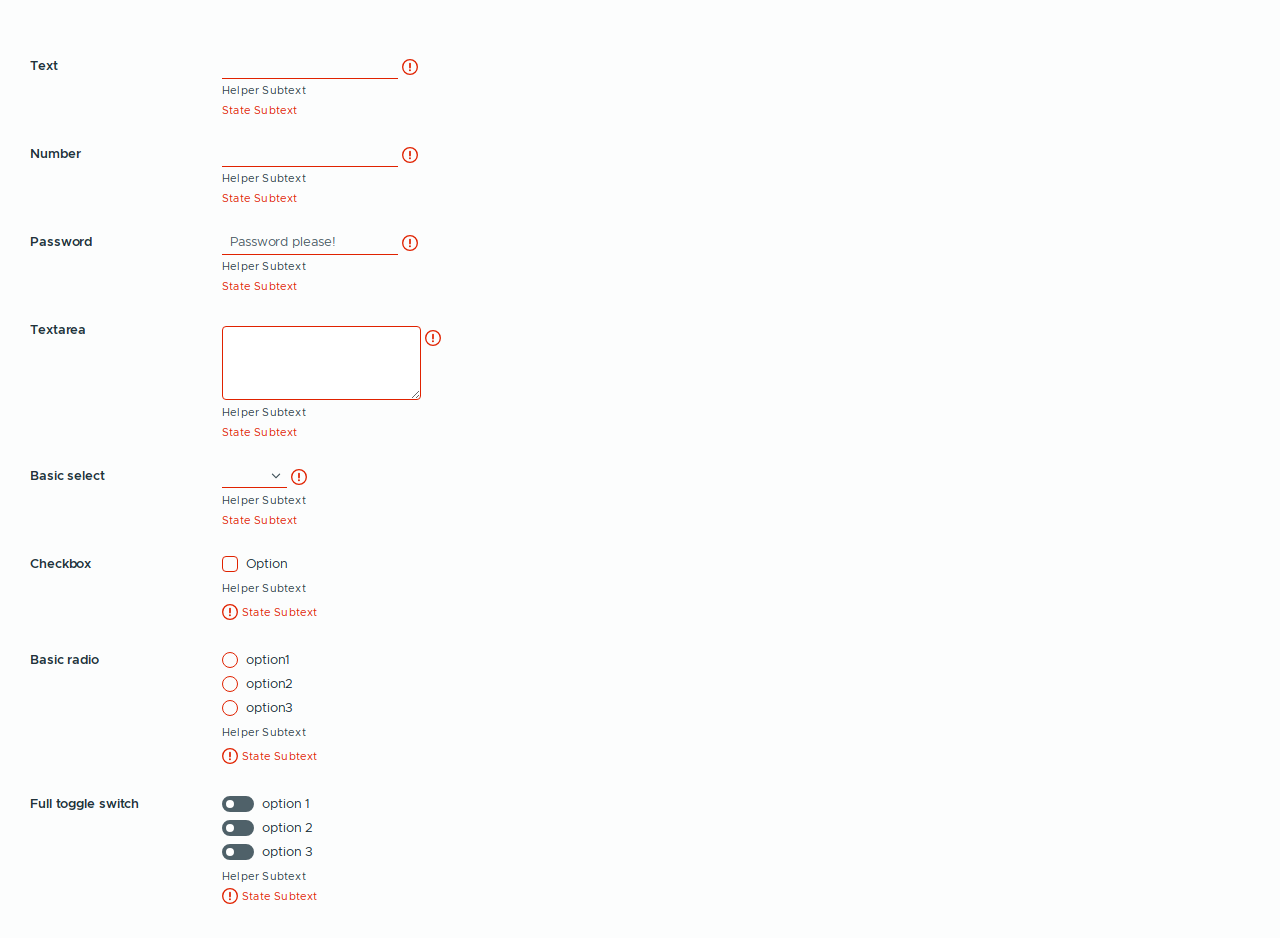 Text
Helper Subtext
State Subtext
Number
Helper Subtext
State Subtext
Password
Password please!
Helper Subtext
State Subtext
Textarea
Helper Subtext
State Subtext
Basic select
Helper Subtext
State Subtext
Checkbox
Option
Helper Subtext
State Subtext
Basic radio
option1
option2
option3
Helper Subtext
State Subtext
Full toggle switch
option 1
option 2
option 3
Helper Subtext
State Subtext